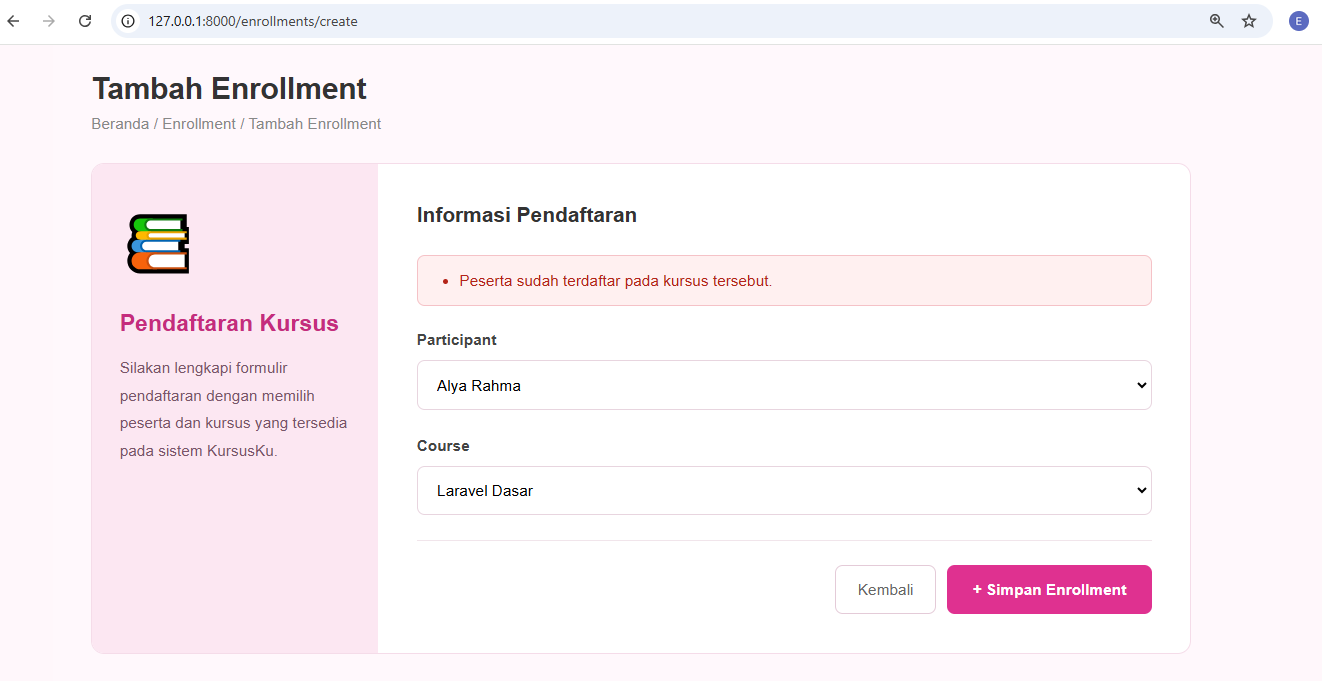 127.0.0.1:8000/enrollments/create
E
Tambah Enrollment
Beranda / Enrollment / Tambah Enrollment
Pendaftaran Kursus
Silakan lengkapi formulir
pendaftaran dengan memilih
peserta dan kursus yang tersedia
pada sistem KursusKu.
Informasi Pendaftaran
• Peserta sudah terdaftar pada kursus tersebut.
Participant
Alya Rahma
Course
Laravel Dasar
Kembali
+ Simpan Enrollment